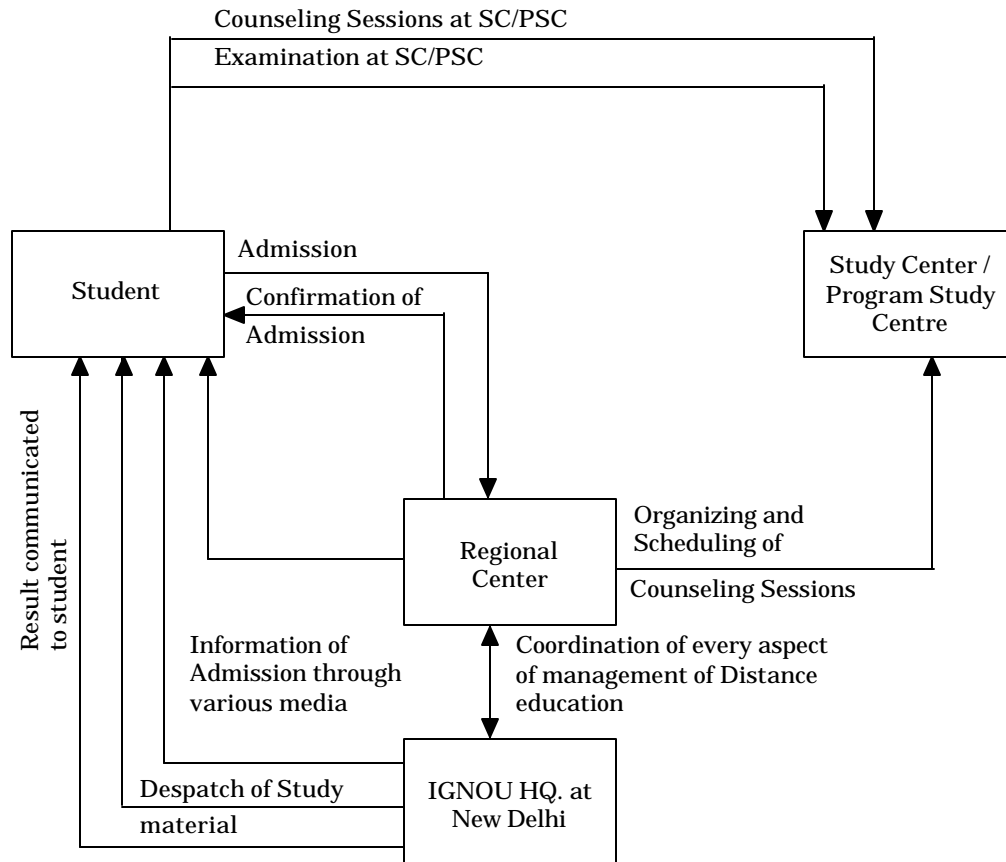 Counseling Sessions at SC/PSC
Examination at SC/PSC
Student
Admission
Confirmation of
Admission
Study Center /
Program Study
Centre
Result communicated
to student
Regional
Center
Organizing and
Scheduling of
Counseling Sessions
Information of
Admission through
various media
Coordination of every aspect
of management of Distance
education
Despatch of Study
material
IGNOU HQ. at
New Delhi